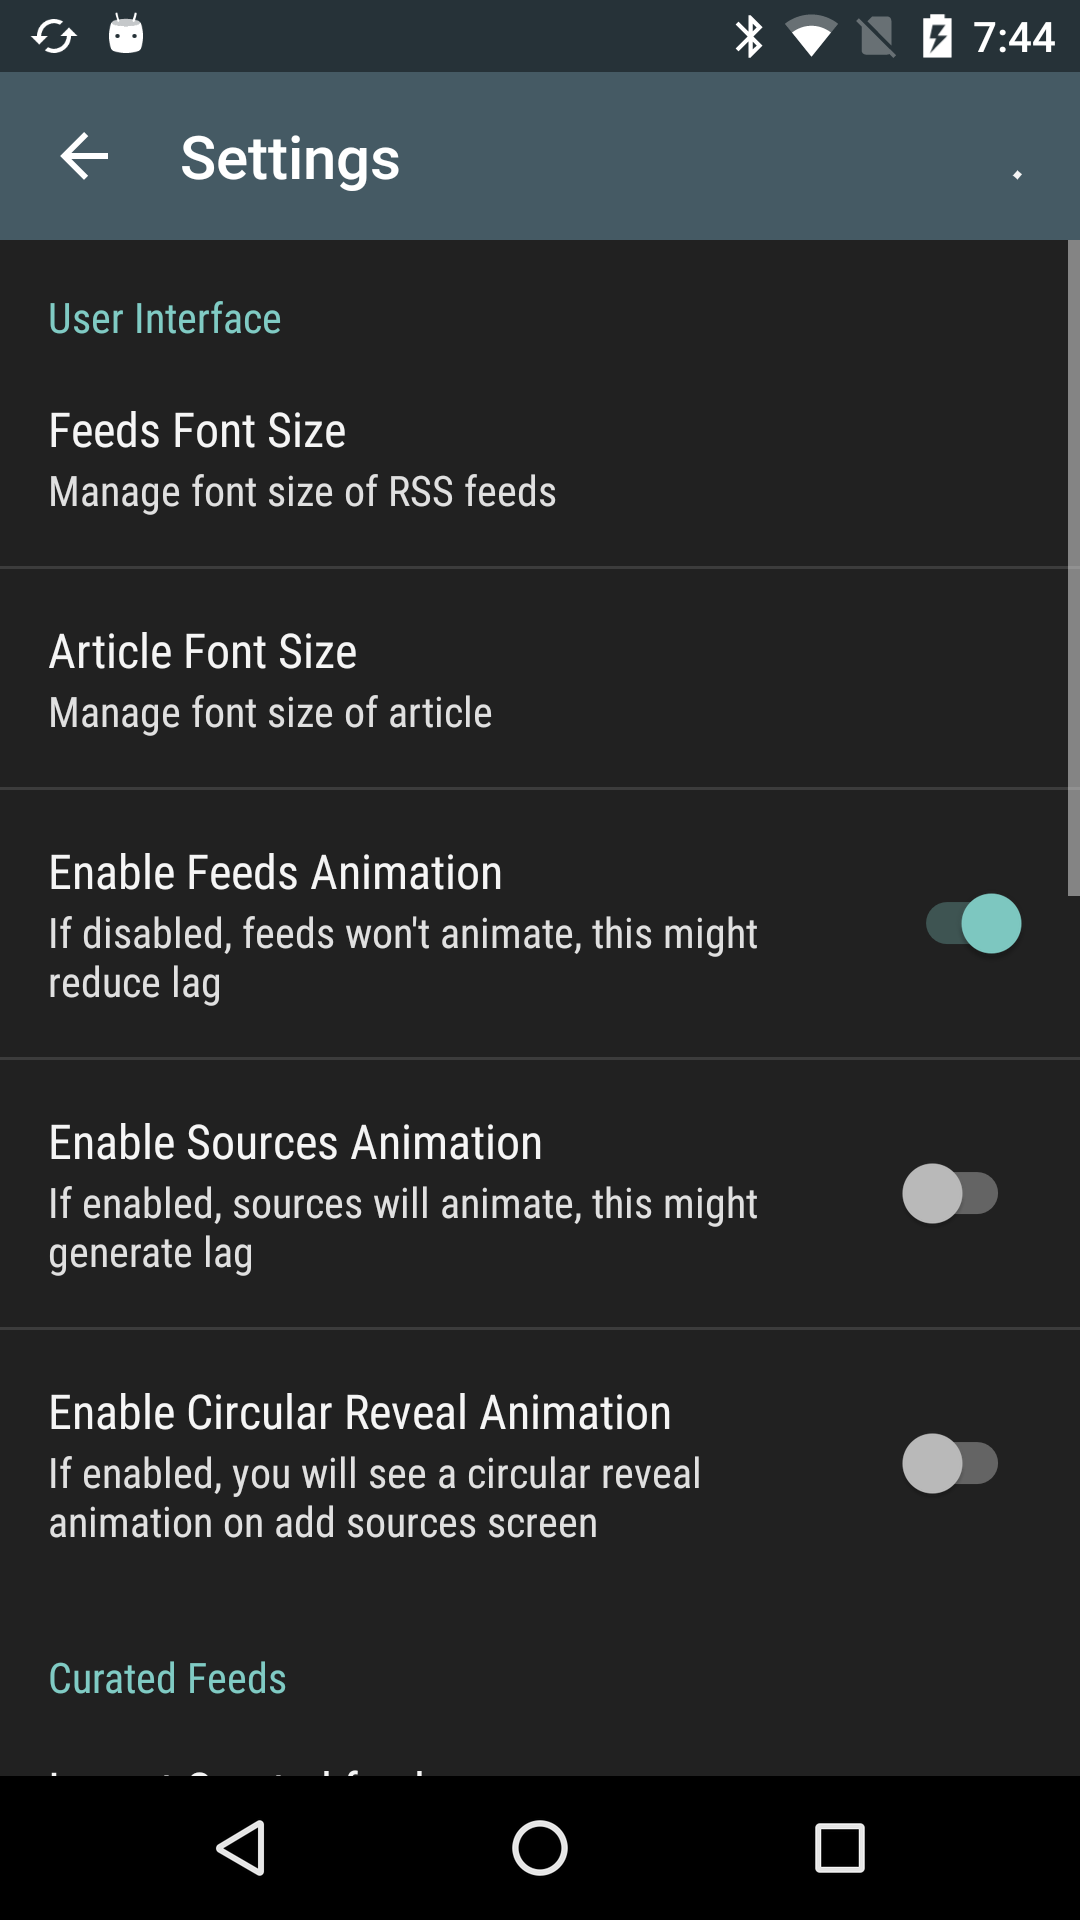 7:44
Settings
User Interface
Feeds Font Size
Manage font size of RSS feeds
Article Font Size
Manage font size of article
Enable Feeds Animation
If disabled, feeds won't animate, this might
reduce lag
Enable Sources Animation
If enabled, sources will animate, this might
generate lag
Enable Circular Reveal Animation
If enabled, you will see a circular reveal
animation on add sources screen
Curated Feeds